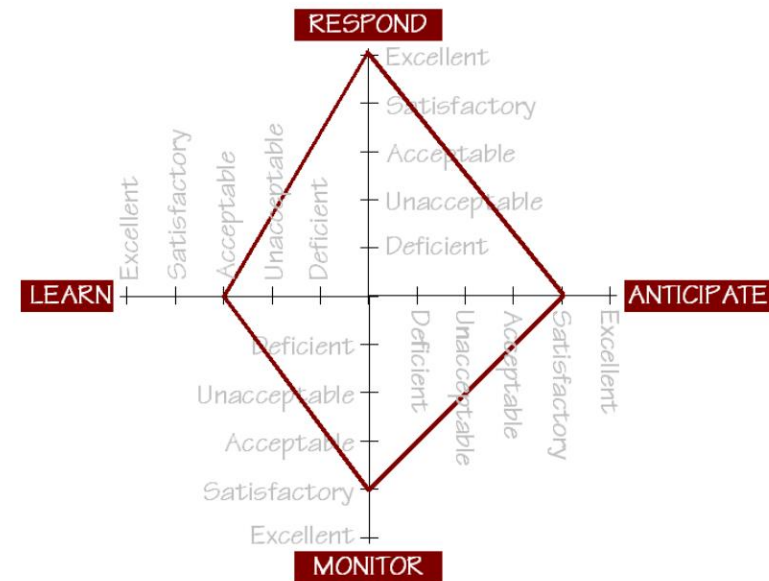 RESPOND
Excellent
Satisfactory
Acceptable
Unacceptable
Deficient
Excellent
Satisfactory
Acceptable
Unacceptable
Deficient
LEARN
ANTICIPATE
Deficient
Unacceptable
Acceptable
Satisfactory
Excellent
Deficient
Unacceptable
Acceptable
Satisfactory
Excellent
MONITOR